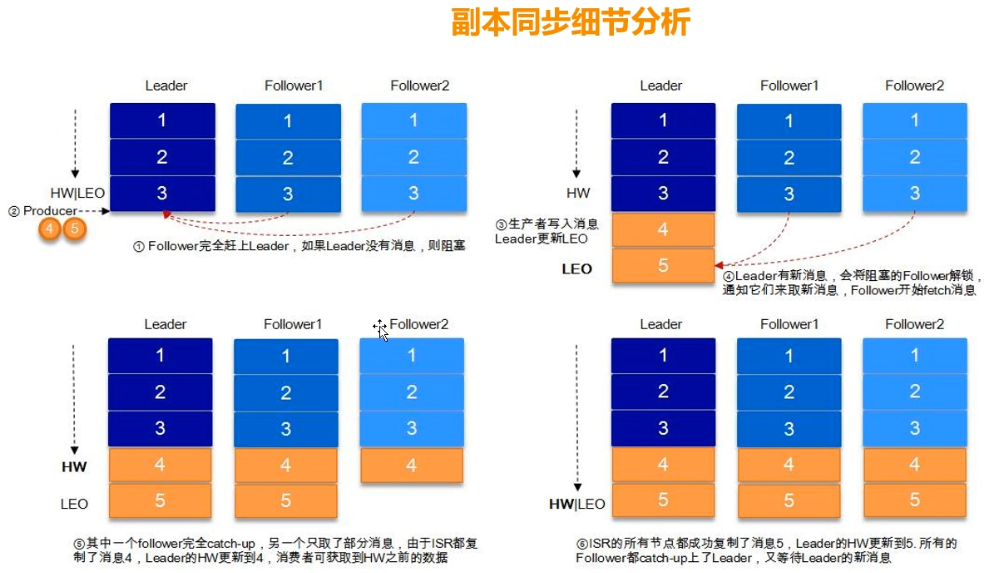 副本同步细节分析
Leader Follower1 Follower2
1 1 1
2 2 2
3 3 3
HW|LEO
② Producer
4 5
① Follower完全赶上Leader，如果Leader没有消息，则阻塞
Leader Follower1 Follower2
1 1 1
2 2 2
3 3 3
HW
③生产者写入消息
Leader更新LEO
4
LEO
5
④Leader有新消息，会将阻塞的Follower解锁，
通知它们来取新消息，Follower开始fetch消息
Leader Follower1 Follower2
1 1 1
2 2 2
3 3 3
HW
4 4 4
LEO
5 5
⑤其中一个follower完全catch-up，另一个只取了部分消息，由于ISR都复
制了消息4，Leader的HW更新到4，消费者可获取到HW之前的数据
Leader Follower1 Follower2
1 1 1
2 2 2
3 3 3
4 4 4
HW|LEO
5 5 5
⑥ISR的所有节点都成功复制了消息5，Leader的HW更新到5. 所有的
Follower都catch-up上了Leader，又等待Leader的新消息